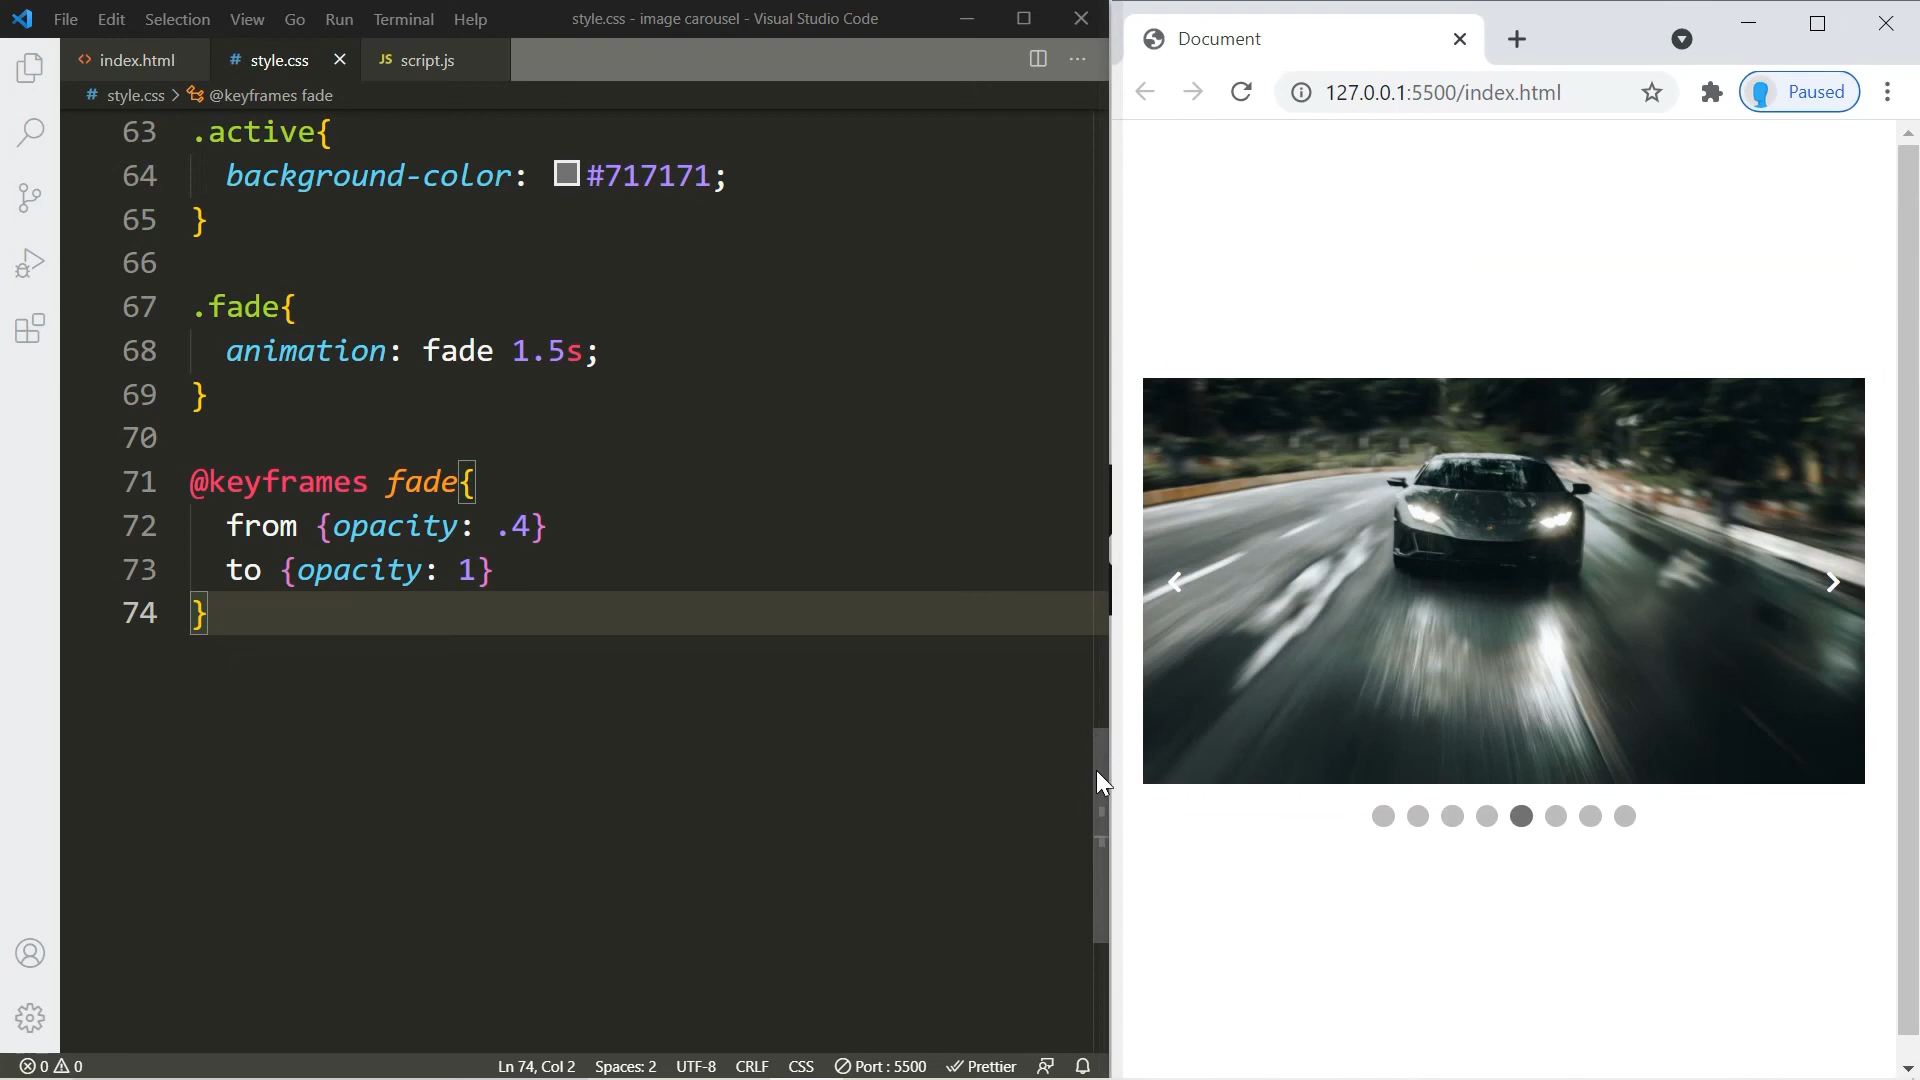 File Edit Selection View Go Run Terminal Help style.css - image carousel - Visual Studio Code
index.html # style.css JS script.js
# style.css > @keyframes fade
63 .active{
64 background-color: #717171;
65 }
66
67 .fade{
68 animation: fade 1.5s;
69 }
70
71 @keyframes fade{
72 from {opacity: .4}
73 to {opacity: 1}
74 }
0 0 Ln 74, Col 2 Spaces: 2 UTF-8 CRLF CSS Port : 5500 Prettier
Document
127.0.0.1:5500/index.html Paused